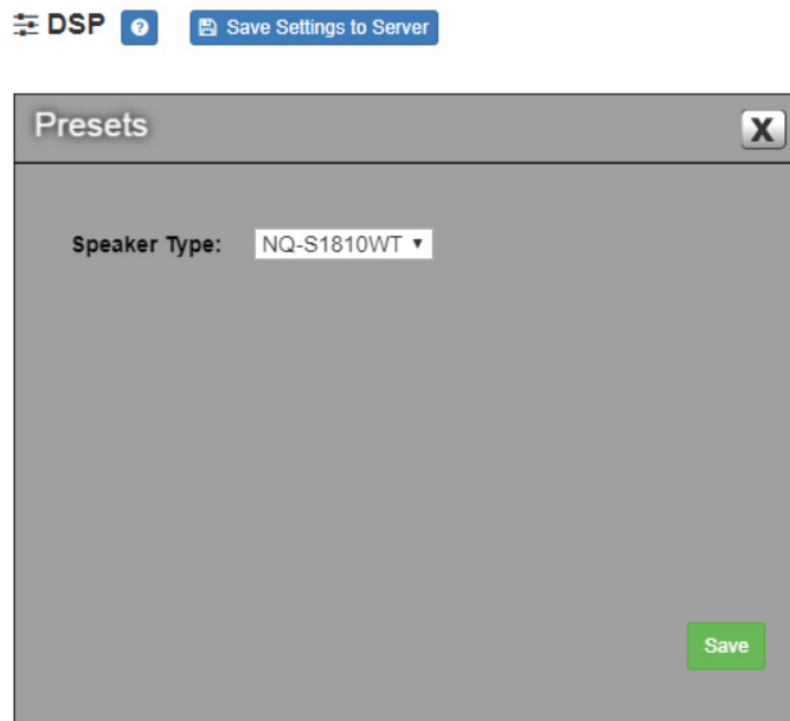 DSP ? Save Settings to Server
Presets X
Speaker Type: NQ-S1810WT
Save